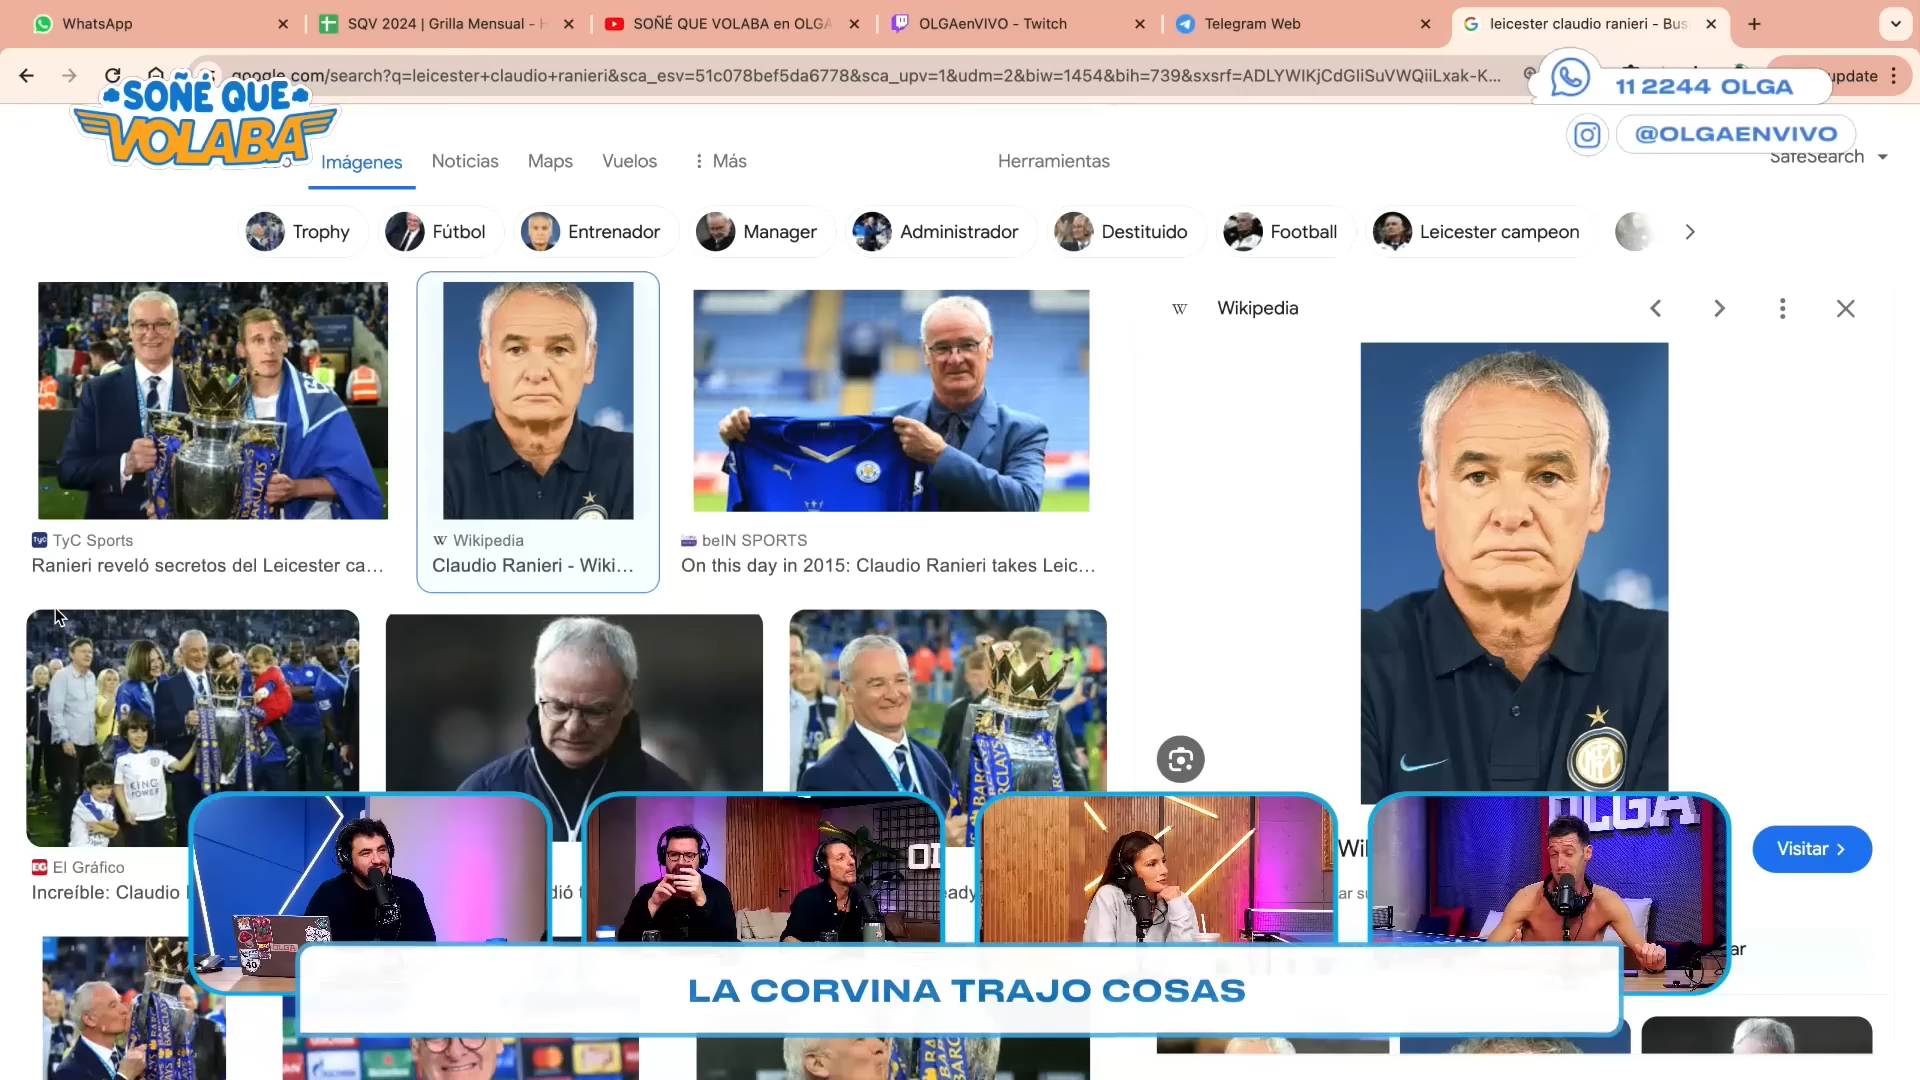 WhatsApp
SQV 2024 | Grilla Mensual - H
SOÑÉ QUE VOLABA en OLGA
OLGAenVIVO - Twitch
Telegram Web
leicester claudio ranieri - Bus
google.com/search?q=leicester+claudio+ranieri&sca_esv=51c078bef5da6778&sca_upv=1&udm=2&biw=1454&bih=739&sxsrf=ADLYWIKjCdGliSuVWQiiLxak-K...
update
SOÑÉ QUE
VOLABA
11 2244 OLGA
@OLGAENVIVO
Imágenes
Noticias
Maps
Vuelos
Más
Herramientas
SafeSearch
Trophy
Fútbol
Entrenador
Manager
Administrador
Destituido
Football
Leicester campeon
Wikipedia
TyC Sports
Ranieri reveló secretos del Leicester ca...
Wikipedia
Claudio Ranieri - Wiki...
beIN SPORTS
On this day in 2015: Claudio Ranieri takes Leic...
KING
POWER
BARCLAYS
El Gráfico
Increíble: Claudio
Visitar
OLGA
LA CORVINA TRAJO COSAS